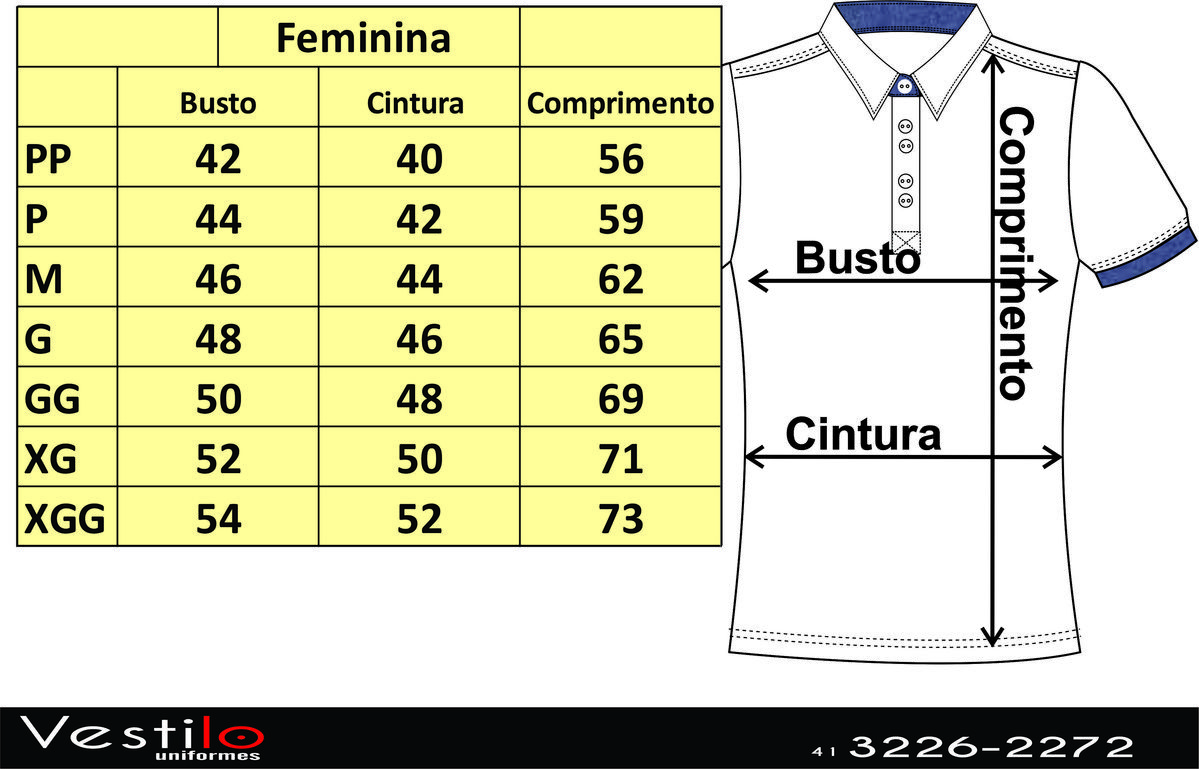 Feminina
Busto Cintura Comprimento
PP 42 40 56
P 44 42 59
M 46 44 62
G 48 46 65
GG 50 48 69
XG 52 50 71
XGG 54 52 73
Comprimento
Busto
Cintura
Vestilo
uniformes
41 3226-2272